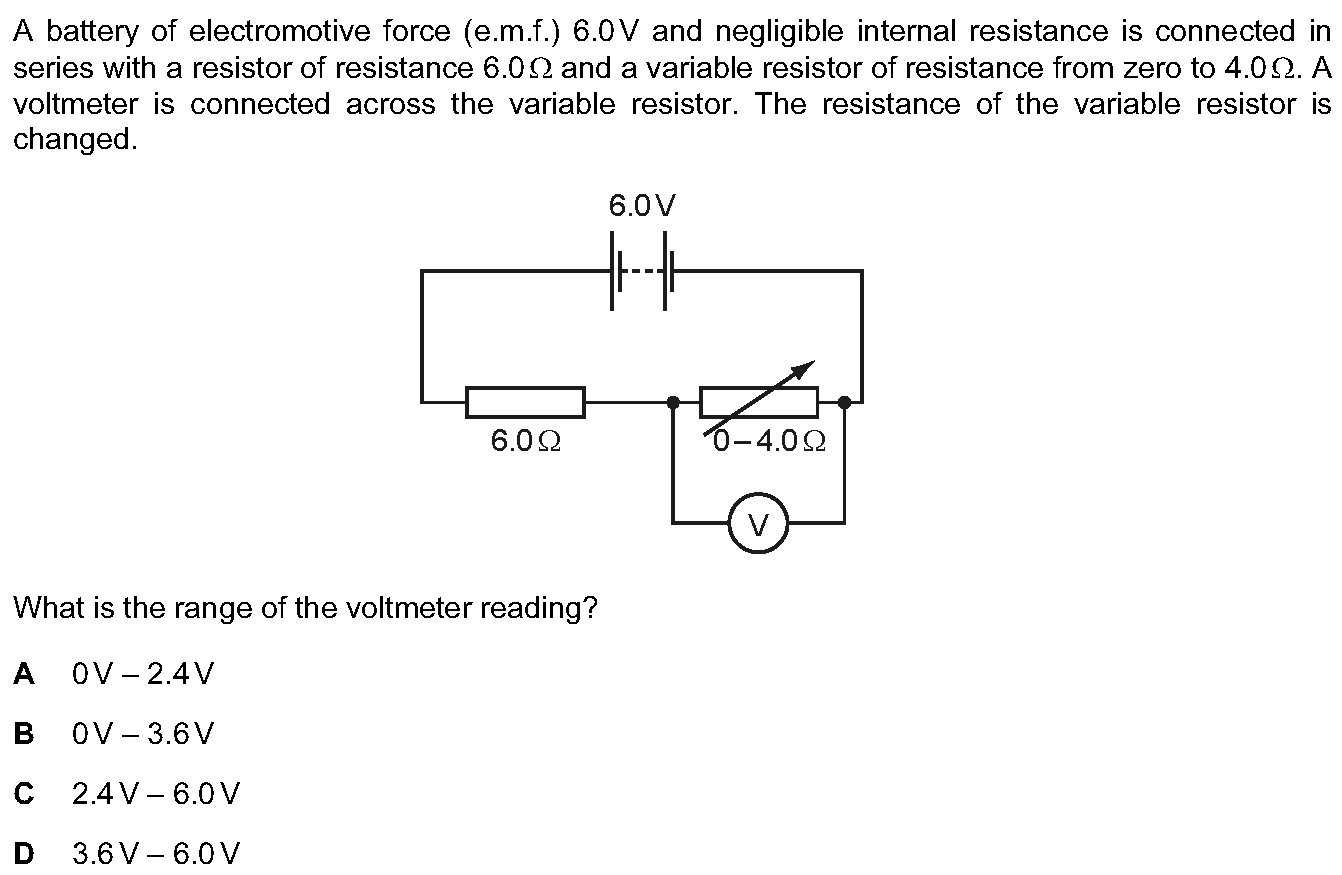 A battery of electromotive force (e.m.f.) 6.0 V and negligible internal resistance is connected in
series with a resistor of resistance 6.0 Ω and a variable resistor of resistance from zero to 4.0 Ω. A
voltmeter is connected across the variable resistor. The resistance of the variable resistor is
changed.
6.0 V
6.0 Ω
0 – 4.0 Ω
V
What is the range of the voltmeter reading?
A 0 V – 2.4 V
B 0 V – 3.6 V
C 2.4 V – 6.0 V
D 3.6 V – 6.0 V